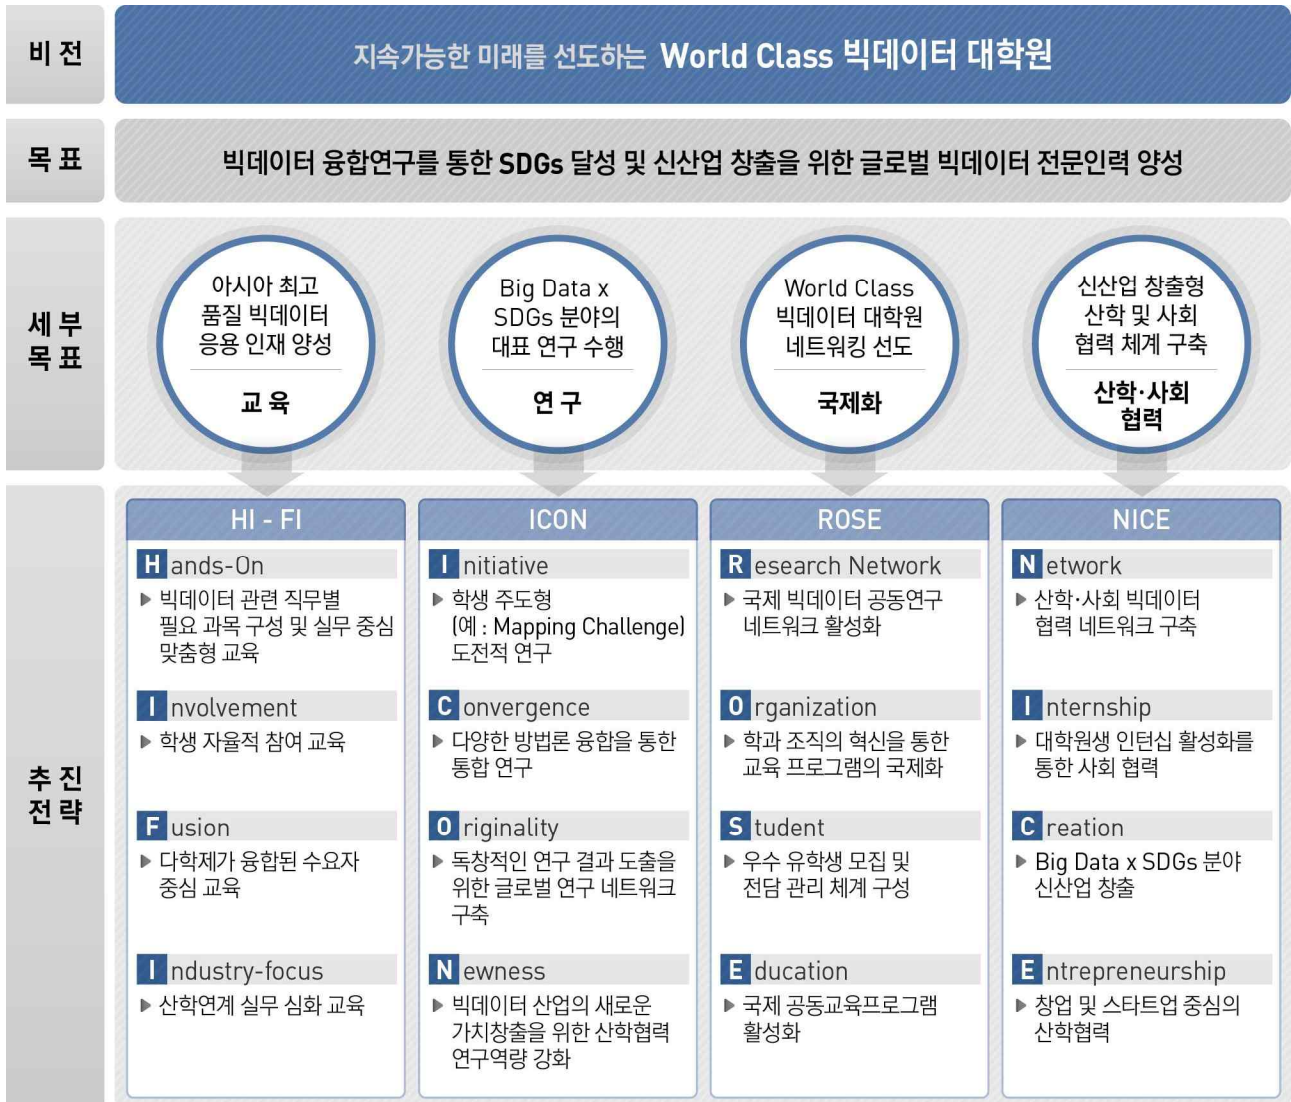 비 전
지속가능한 미래를 선도하는 World Class 빅데이터 대학원
목 표
빅데이터 융합연구를 통한 SDGs 달성 및 신산업 창출을 위한 글로벌 빅데이터 전문인력 양성
세 부
목 표
아시아 최고
품질 빅데이터
응용 인재 양성
교 육
Big Data x
SDGs 분야의
대표 연구 수행
연 구
World Class
빅데이터 대학원
네트워킹 선도
국제화
신산업 창출형
산학 및 사회
협력 체계 구축
산학·사회
협력
추 진
전 략
HI - FI
Hands-On
▶ 빅데이터 관련 직무별
필요 과목 구성 및 실무 중심
맞춤형 교육
Involvement
▶ 학생 자율적 참여 교육
Fusion
▶ 다학제가 융합된 수요자
중심 교육
Industry-focus
▶ 산학연계 실무 심화 교육
ICON
Initiative
▶ 학생 주도형
(예 : Mapping Challenge)
도전적 연구
Convergence
▶ 다양한 방법론 융합을 통한
통합 연구
Originality
▶ 독창적인 연구 결과 도출을
위한 글로벌 연구 네트워크
구축
Newness
▶ 빅데이터 산업의 새로운
가치창출을 위한 산학협력
연구역량 강화
ROSE
Research Network
▶ 국제 빅데이터 공동연구
네트워크 활성화
Organization
▶ 학과 조직의 혁신을 통한
교육 프로그램의 국제화
Student
▶ 우수 유학생 모집 및
전담 관리 체계 구성
Education
▶ 국제 공동교육프로그램
활성화
NICE
Network
▶ 산학·사회 빅데이터
협력 네트워크 구축
Internship
▶ 대학원생 인턴십 활성화를
통한 사회 협력
Creation
▶ Big Data x SDGs 분야
신산업 창출
Entrepreneurship
▶ 창업 및 스타트업 중심의
산학협력